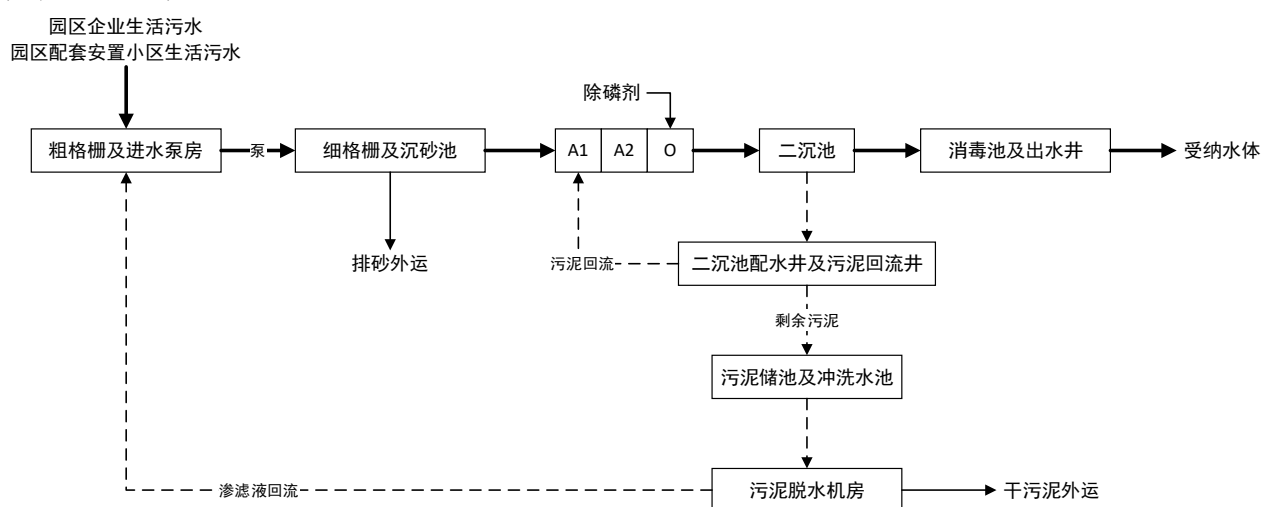 园区企业生活污水
园区配套安置小区生活污水
除磷剂
粗格栅及进水泵房
泵
细格栅及沉砂池
A1
A2
O
二沉池
消毒池及出水井
受纳水体
排砂外运
污泥回流
二沉池配水井及污泥回流井
剩余污泥
污泥储池及冲洗水池
渗滤液回流
污泥脱水机房
干污泥外运